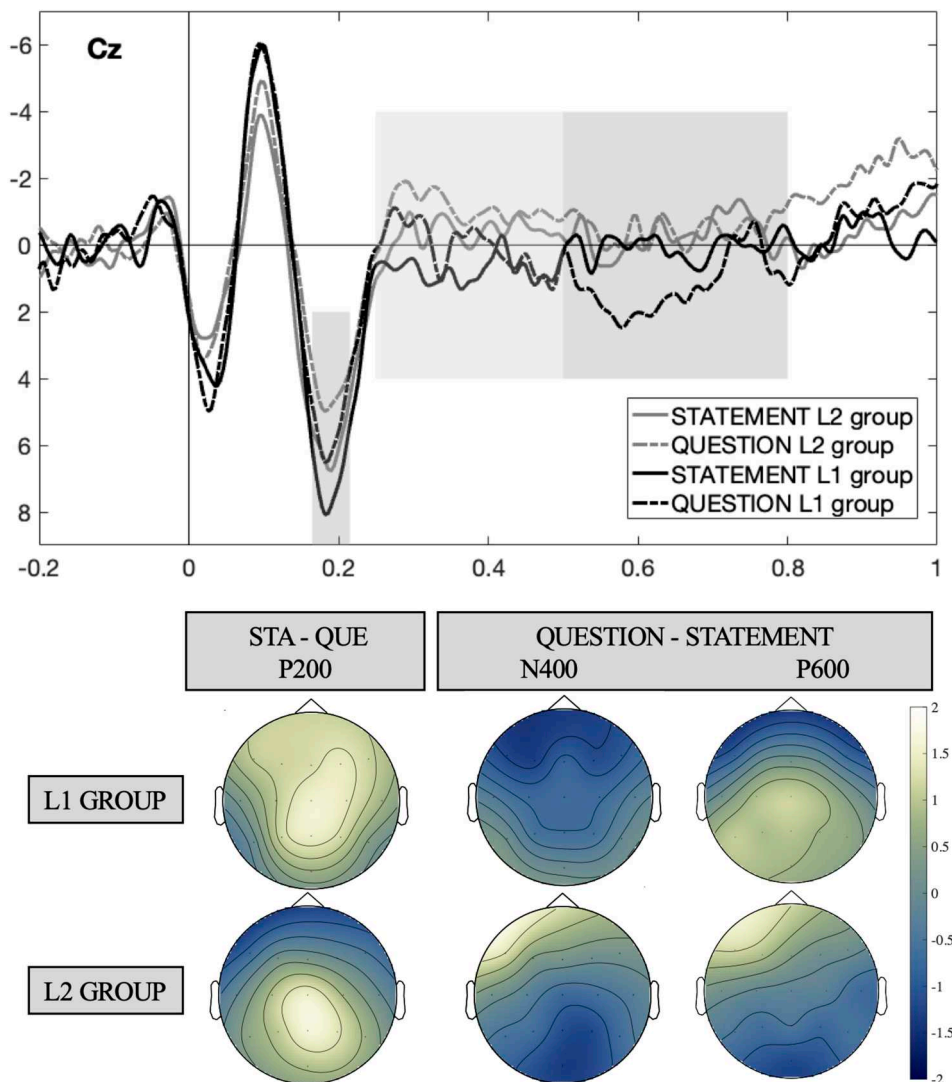 Cz
-6
-4
-2
0
2
4
6
8
STATEMENT L2 group
QUESTION L2 group
STATEMENT L1 group
QUESTION L1 group
-0.2 0 0.2 0.4 0.6 0.8 1
STA - QUE QUESTION - STATEMENT
P200 N400 P600
L1 GROUP
L2 GROUP
2
1.5
1
0.5
0
-0.5
-1
-1.5
-2